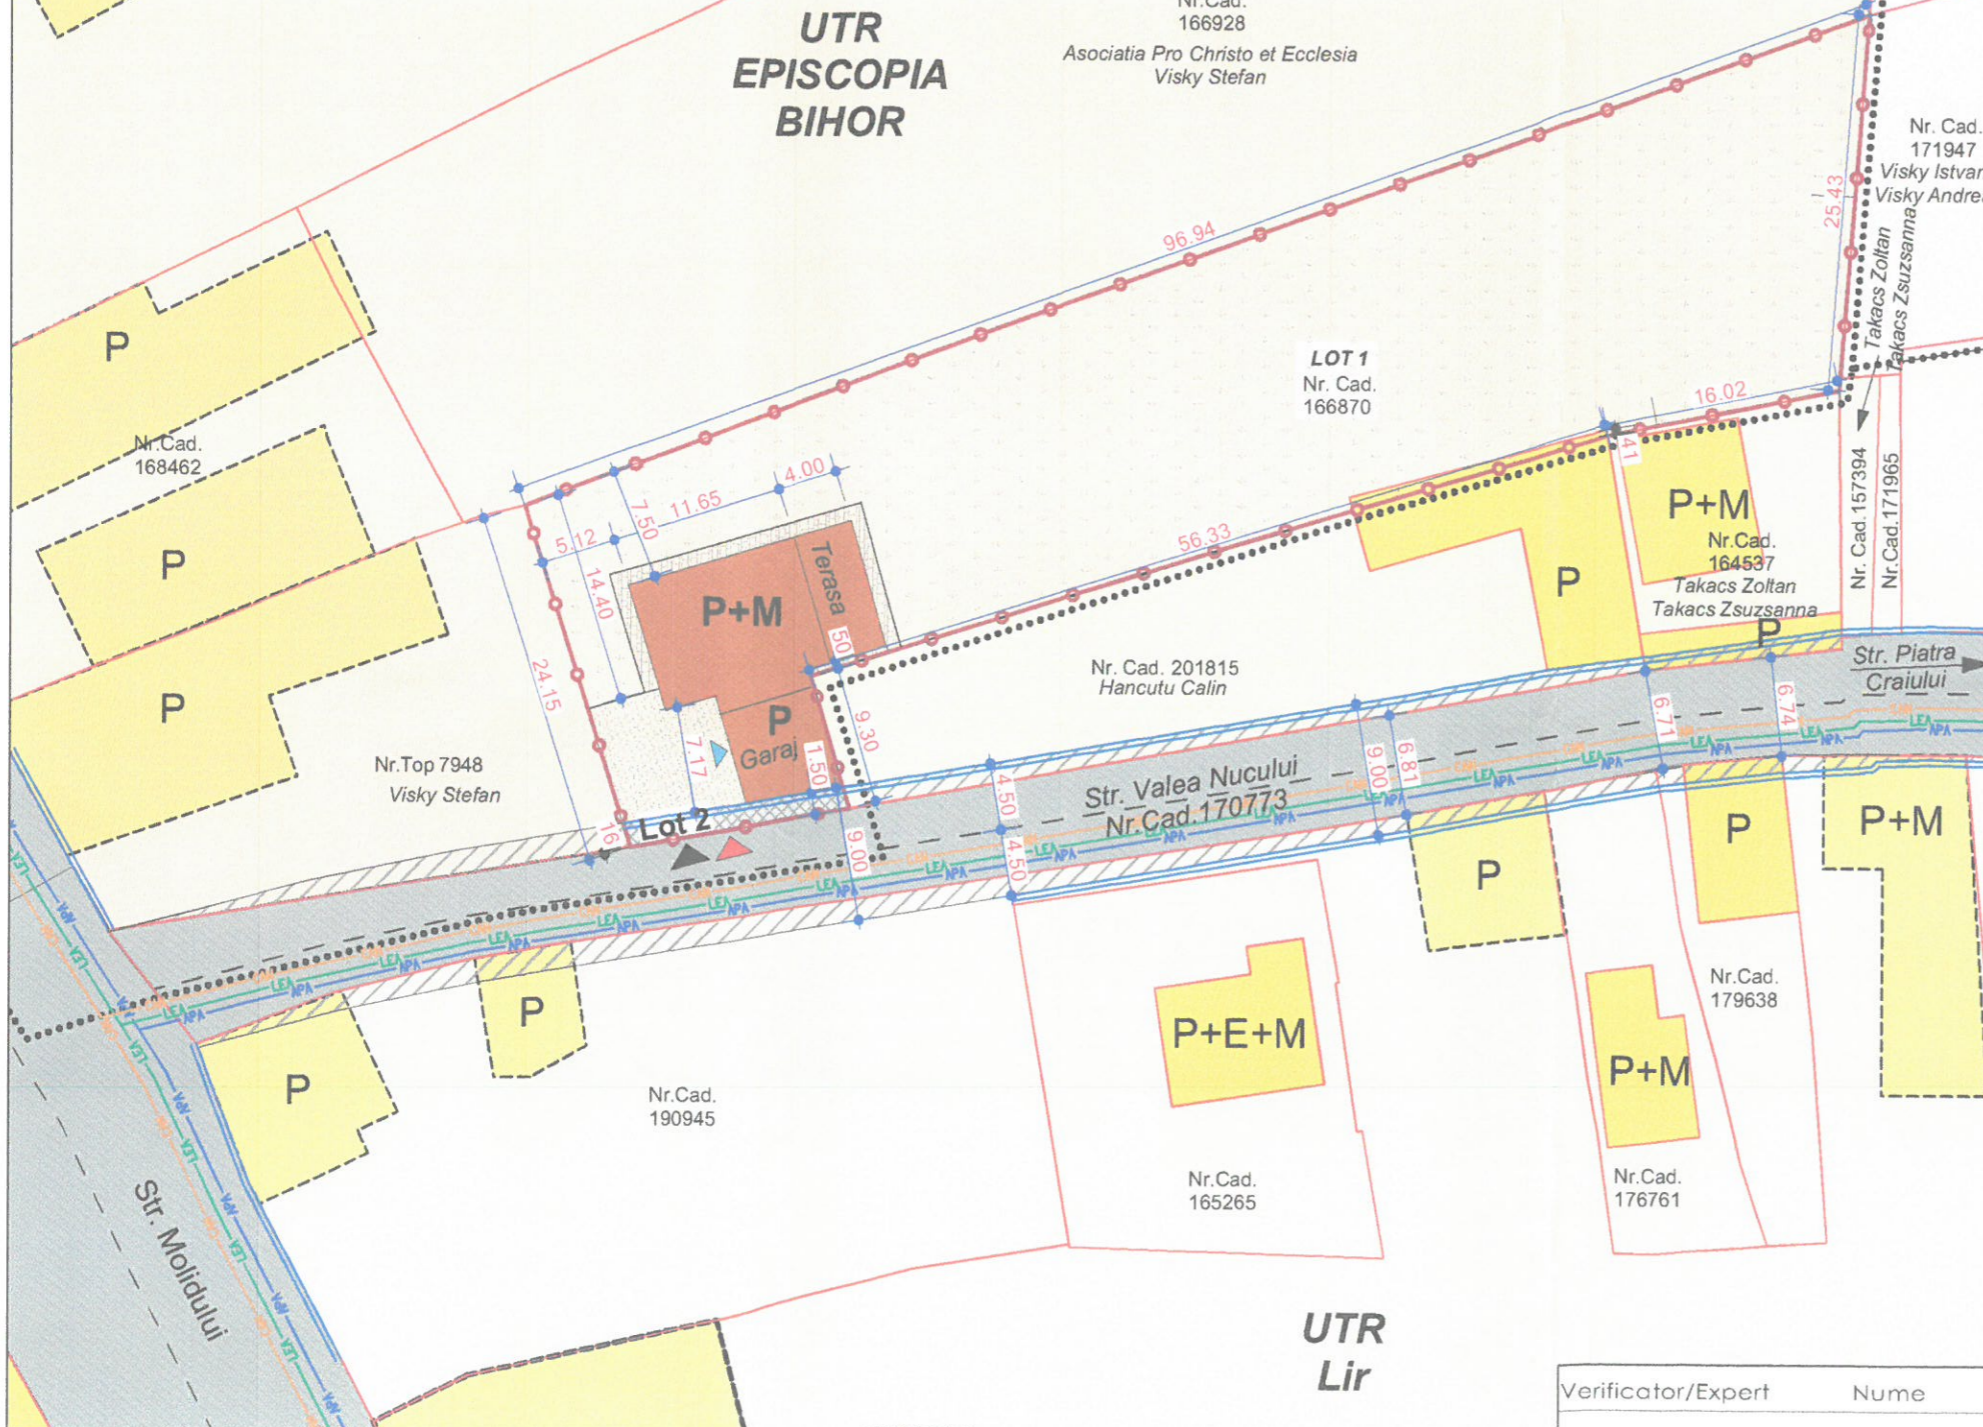 UTR
EPISCOPIA
BIHOR
Nr.Cad.
166928
Asociatia Pro Christo et Ecclesia
Visky Stefan
Nr. Cad.
171947
Visky Istvan
Visky Andre
25.43
Takacs Zoltan
Takacs Zsuzsanna
96.94
P
LOT 1
Nr. Cad.
166870
16.02
41
Nr.Cad.
168462
4.00
11.65
7.50
5.12
14.40
Terasa
P+M
50
24.15
56.33
P
P+M
Nr.Cad.
164537
Takacs Zoltan
Takacs Zsuzsanna
P
P
Nr. Cad.157394
Nr.Cad.171965
P
P
Garaj
7.17
1.50
9.30
Nr. Cad. 201815
Hancutu Calin
Str. Piatra
Craiului
6.71
6.74
Nr.Top 7948
Visky Stefan
16
Lot 2
9.00
4.50
4.50
Str. Valea Nucului
Nr.Cad.170773
9.00
6.81
P
P
P+M
LEA
APA
P
P
Nr.Cad.
190945
P+E+M
Nr.Cad.
165265
P+M
Nr.Cad.
179638
Nr.Cad.
176761
Str. Molidului
UTR
Lir
Verificator/Expert Nume